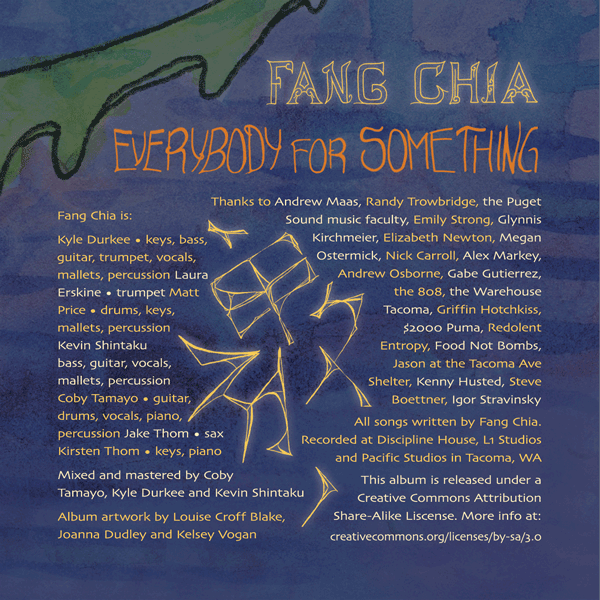 FANG CHIA
EVERYBODY FOR SOMETHING
Fang Chia is:
Kyle Durkee • keys, bass,
guitar, trumpet, vocals,
mallets, percussion Laura
Erskine • trumpet Matt
Price • drums, keys,
mallets, percussion
Kevin Shintaku
bass, guitar, vocals,
mallets, percussion
Coby Tamayo • guitar,
drums, vocals, piano,
percussion Jake Thom • sax
Kirsten Thom • keys, piano
Mixed and mastered by Coby
Tamayo, Kyle Durkee and Kevin Shintaku
Album artwork by Louise Croff Blake,
Joanna Dudley and Kelsey Vogan
Thanks to Andrew Maas, Randy Trowbridge, the Puget
Sound music faculty, Emily Strong, Glynnis
Kirchmeier, Elizabeth Newton, Megan
Ostermick, Nick Carroll, Alex Markey,
Andrew Osborne, Gabe Gutierrez,
the 808, the Warehouse
Tacoma, Griffin Hotchkiss,
$2000 Puma, Redolent
Entropy, Food Not Bombs,
Jason at the Tacoma Ave
Shelter, Kenny Husted, Steve
Boettner, Igor Stravinsky
All songs written by Fang Chia.
Recorded at Discipline House, L1 Studios
and Pacific Studios in Tacoma, WA
This album is released under a
Creative Commons Attribution
Share-Alike Liscense. More info at:
creativecommons.org/licenses/by-sa/3.0